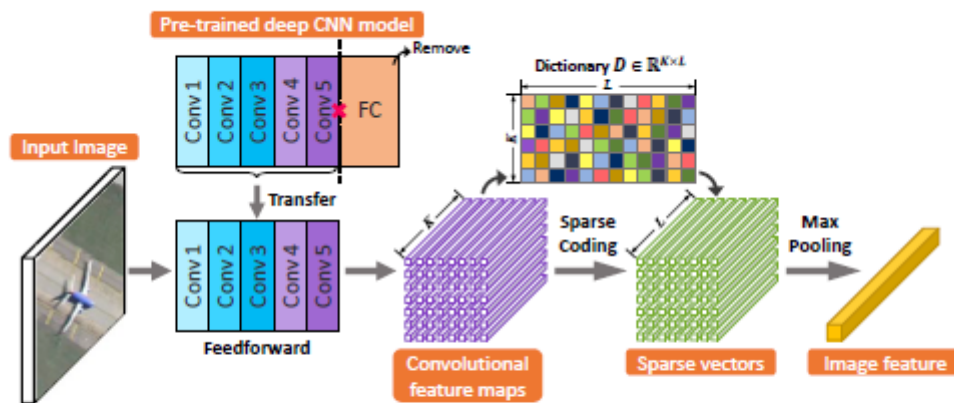 Pre-trained deep CNN model
Remove
Conv 1
Conv 2
Conv 3
Conv 4
Conv 5
FC
Dictionary D ∈ ℝ^{K×L}
L
K
Input Image
Transfer
Conv 1
Conv 2
Conv 3
Conv 4
Conv 5
Feedforward
K
Sparse
Coding
L
Max
Pooling
Convolutional
feature maps
Sparse vectors
Image feature